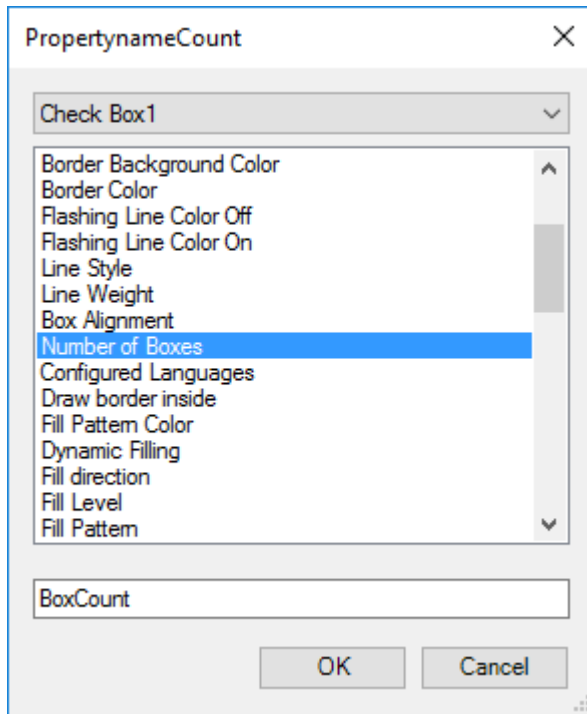 PropertynameCount
Check Box1
Border Background Color
Border Color
Flashing Line Color Off
Flashing Line Color On
Line Style
Line Weight
Box Alignment
Number of Boxes
Configured Languages
Draw border inside
Fill Pattern Color
Dynamic Filling
Fill direction
Fill Level
Fill Pattern
BoxCount
OK Cancel